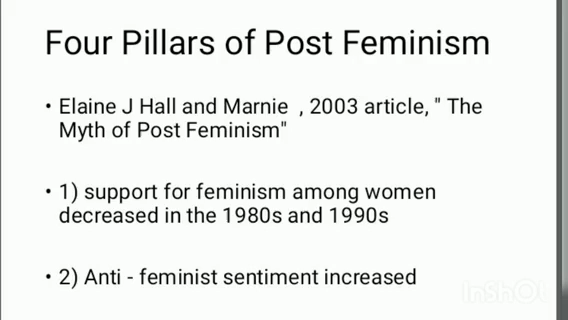 Four Pillars of Post Feminism
• Elaine J Hall and Marnie , 2003 article, " The
Myth of Post Feminism"
• 1) support for feminism among women
decreased in the 1980s and 1990s
• 2) Anti - feminist sentiment increased
InShOt